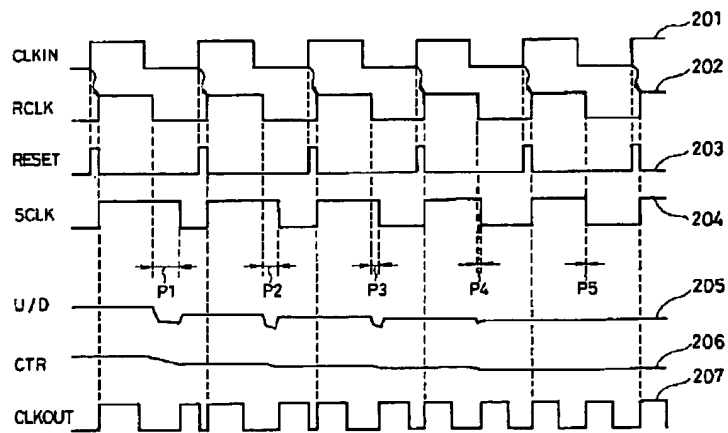 201
CLKIN
202
RCLK
203
RESET
SCLK
204
P1 P2 P3 P4 P5
U/D
205
206
CTR
207
CLKOUT